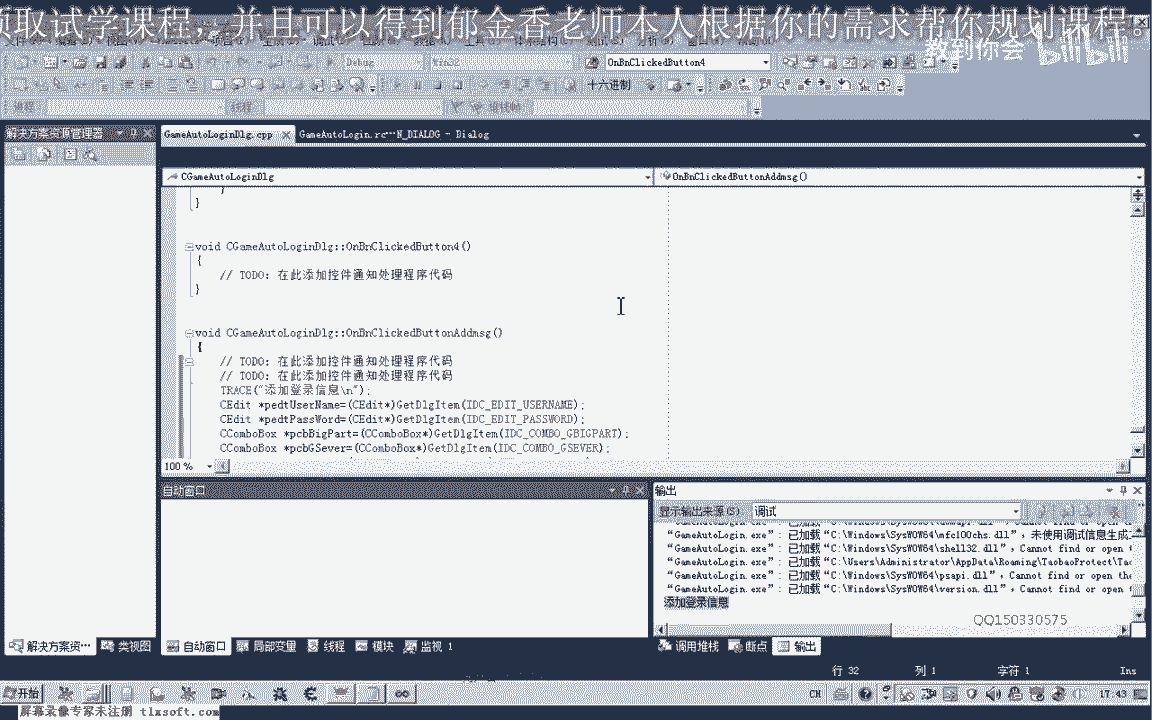 领取试学课程，并且可以得到郁金香老师本人根据你的需求帮你规划课程。
教到你会 bilibili
Debug Win32 OnBnClickedButton4
十六进制
进程: 线程:
解决方案资源管理器
GameAutoLoginDlg.cpp GameAutoLogin.rc…N_DIALOG - Dialog
CGameAutoLoginDlg OnBnClickedButtonAddmsg()
}
}
void CGameAutoLoginDlg::OnBnClickedButton4()
{
// TODO: 在此添加控件通知处理程序代码
}
void CGameAutoLoginDlg::OnBnClickedButtonAddmsg()
{
// TODO: 在此添加控件通知处理程序代码
// TODO: 在此添加控件通知处理程序代码
TRACE("添加登录信息\n");
CEdit *pedtUserName=(CEdit*)GetDlgItem(IDC_EDIT_USERNAME);
CEdit *pedtPassWord=(CEdit*)GetDlgItem(IDC_EDIT_PASSWORD);
CComboBox *pcbBigPart=(CComboBox*)GetDlgItem(IDC_COMBO_GBIGPART);
CComboBox *pcbGSever=(CComboBox*)GetDlgItem(IDC_COMBO_GSEVER);
100 %
自动窗口
输出
显示输出来源(S): 调试
“GameAutoLogin.exe”: 已加载“C:\Windows\SysWOW64\mfc100chs.dll”，未使用调试信息生成
“GameAutoLogin.exe”: 已加载“C:\Windows\SysWOW64\shell32.dll”，Cannot find or open
“GameAutoLogin.exe”: 已加载“C:\Users\Administrator\AppData\Roaming\TaobaoProtect\Tao
“GameAutoLogin.exe”: 已加载“C:\Windows\SysWOW64\psapi.dll”，Cannot find or open the
“GameAutoLogin.exe”: 已加载“C:\Windows\SysWOW64\version.dll”，Cannot find or open
添加登录信息
QQ150330575
解决方案资… 类视图 自动窗口 局部变量 线程 模块 监视 1 调用堆栈 断点 输出
行 32 列 1 字符 1 Ins
开始 CH 17:43
屏幕录像专家未注册 tlxsoft.com